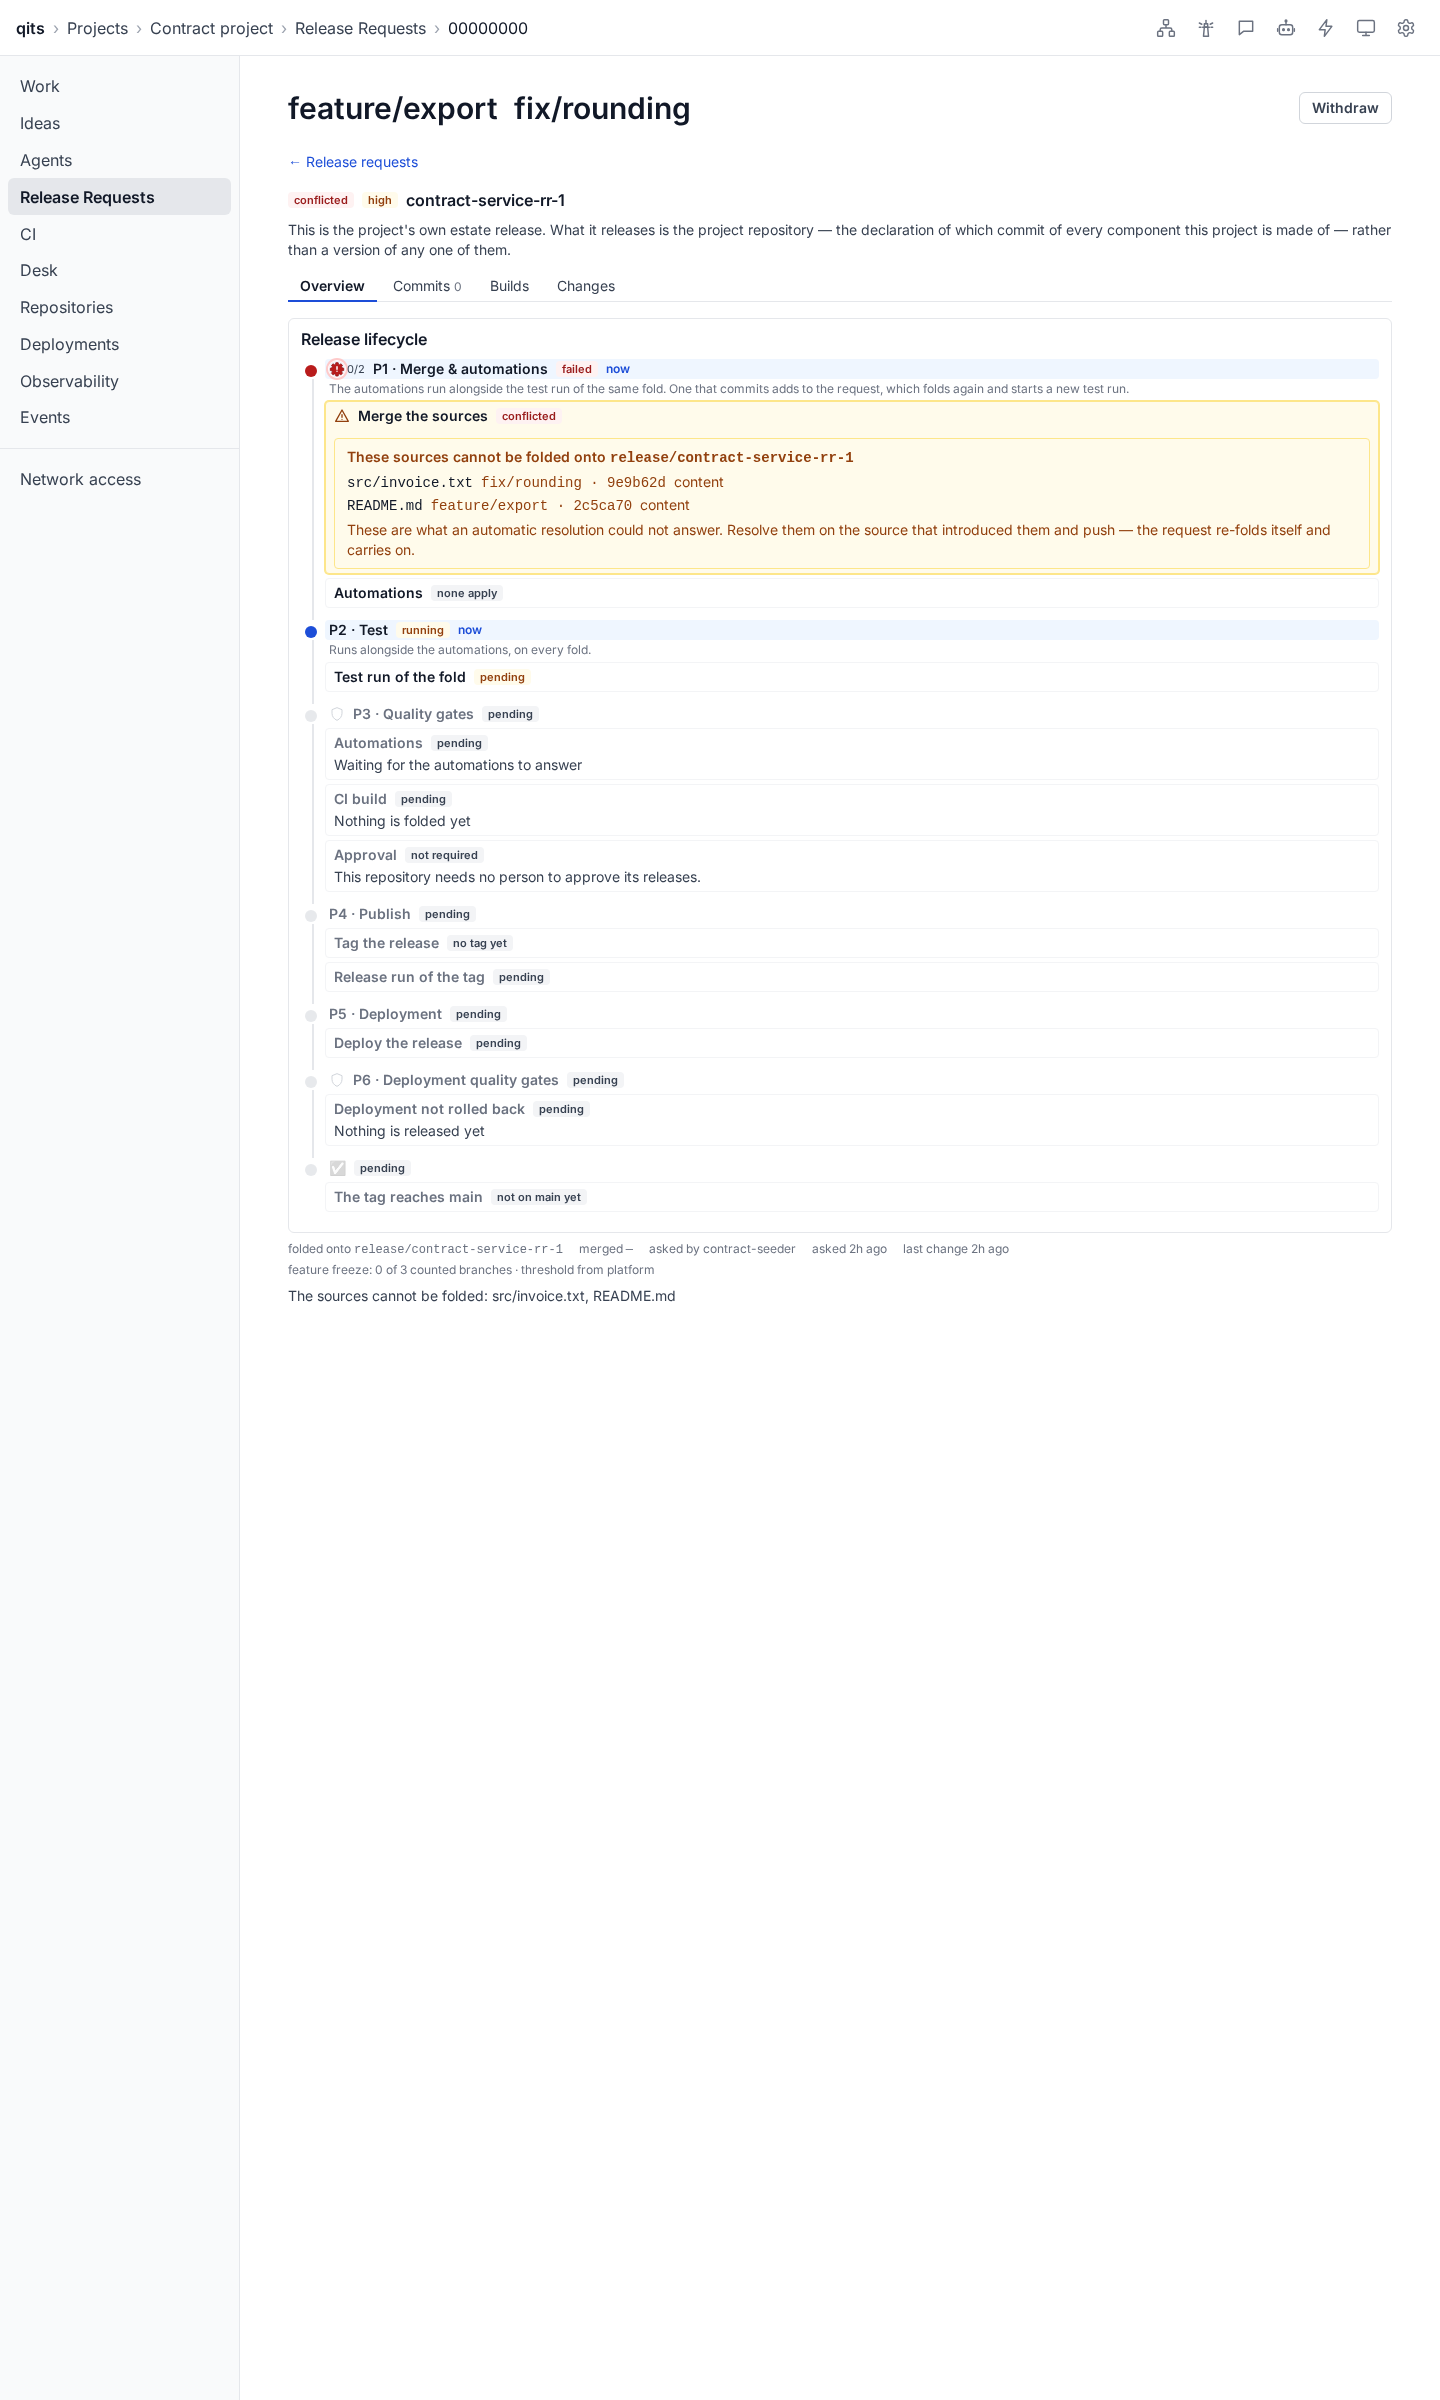 qits › Projects › Contract project › Release Requests › 00000000
Work
Ideas
Agents
Release Requests
CI
Desk
Repositories
Deployments
Observability
Events
Network access
feature/export fix/rounding
Withdraw
← Release requests
conflicted high contract-service-rr-1
This is the project's own estate release. What it releases is the project repository — the declaration of which commit of every component this project is made of — rather
than a version of any one of them.
Overview Commits 0 Builds Changes
Release lifecycle
0/2 P1 · Merge & automations failed now
The automations run alongside the test run of the same fold. One that commits adds to the request, which folds again and starts a new test run.
Merge the sources conflicted
These sources cannot be folded onto release/contract-service-rr-1
src/invoice.txt fix/rounding · 9e9b62d content
README.md feature/export · 2c5ca70 content
These are what an automatic resolution could not answer. Resolve them on the source that introduced them and push — the request re-folds itself and
carries on.
Automations none apply
P2 · Test running now
Runs alongside the automations, on every fold.
Test run of the fold pending
P3 · Quality gates pending
Automations pending
Waiting for the automations to answer
CI build pending
Nothing is folded yet
Approval not required
This repository needs no person to approve its releases.
P4 · Publish pending
Tag the release no tag yet
Release run of the tag pending
P5 · Deployment pending
Deploy the release pending
P6 · Deployment quality gates pending
Deployment not rolled back pending
Nothing is released yet
pending
The tag reaches main not on main yet
folded onto release/contract-service-rr-1 merged — asked by contract-seeder asked 2h ago last change 2h ago
feature freeze: 0 of 3 counted branches · threshold from platform
The sources cannot be folded: src/invoice.txt, README.md